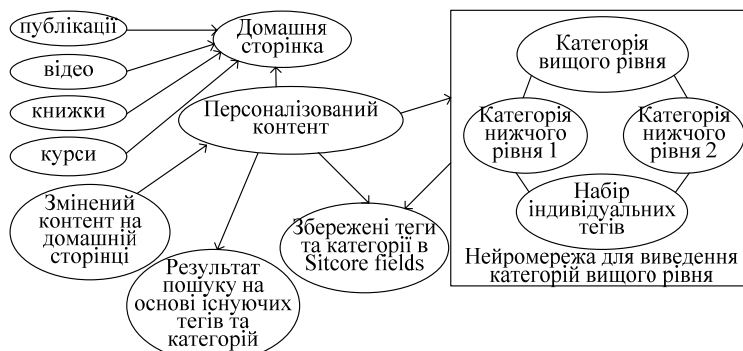 публікації
відео
книжки
курси
Домашня
сторінка
Персоналізований
контент
Змінений
контент на
домашній
сторінці
Результат
пошуку на
основі існуючих
тегів та
категорій
Збережені теги
та категорії в
Sitcore fields
Категорія
вищого рівня
Категорія
нижчого
рівня 1
Категорія
нижчого
рівня 2
Набір
індивідуальних
тегів
Нейромережа для виведення
категорій вищого рівня